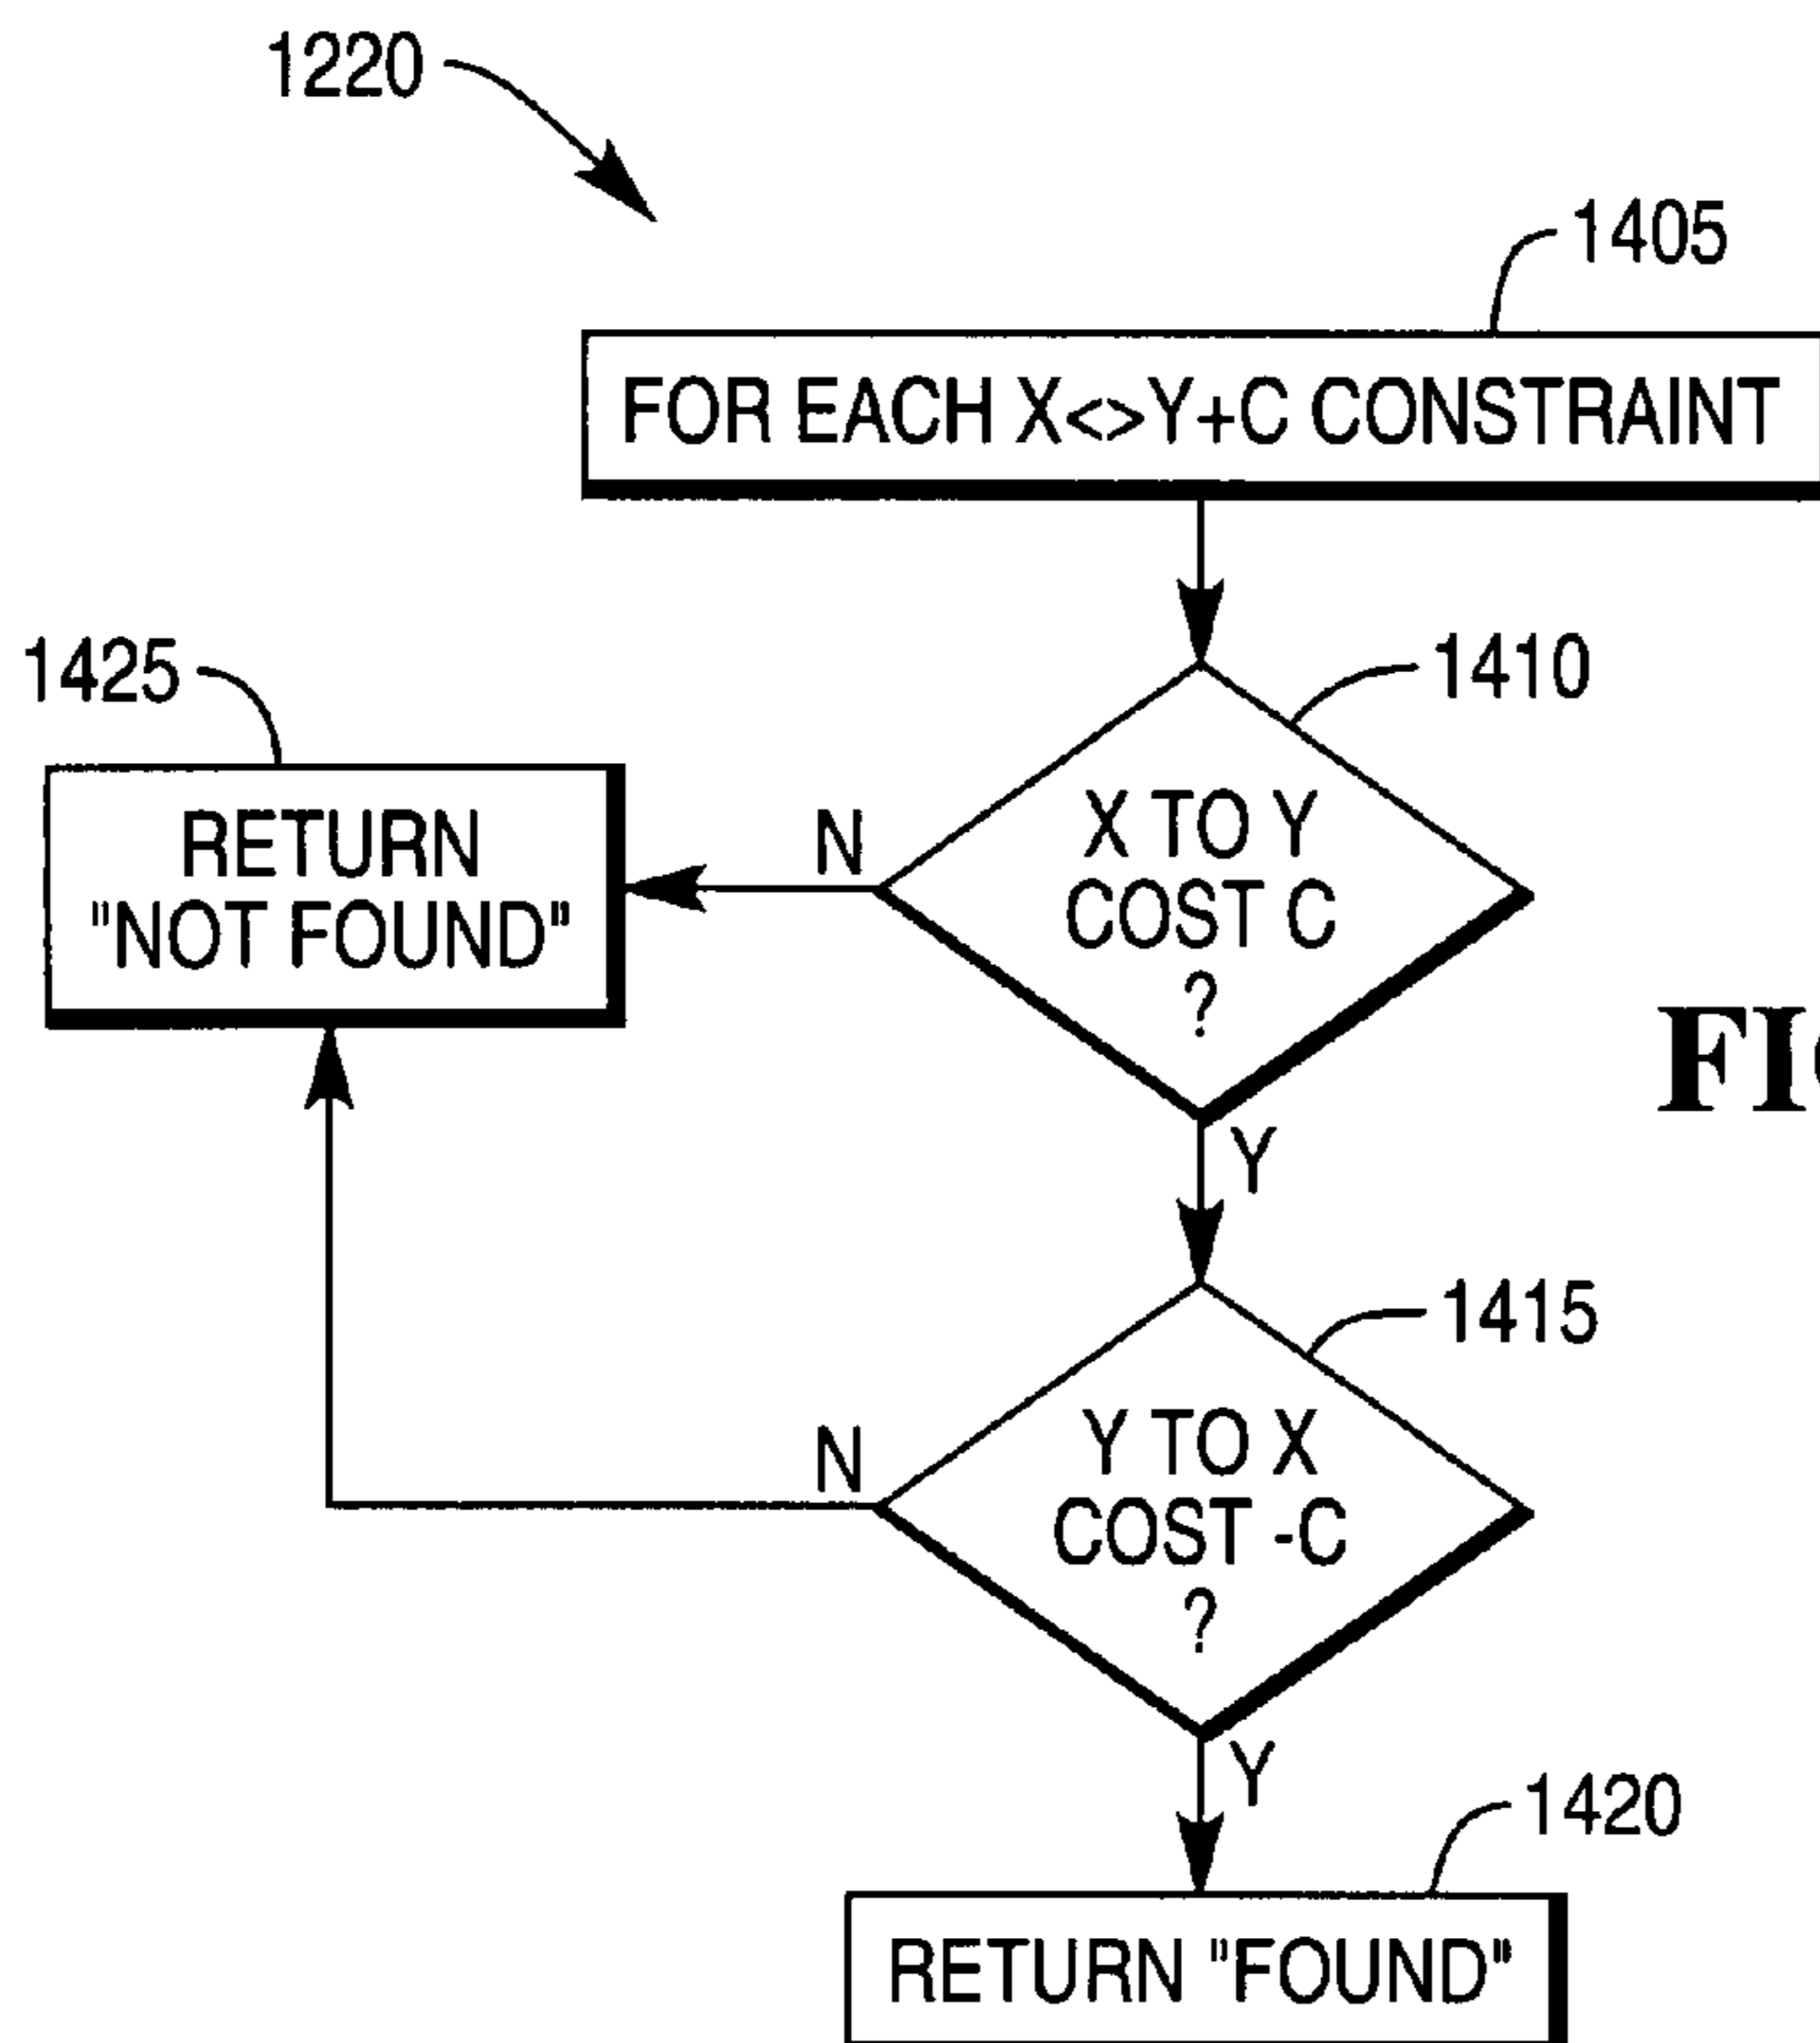 1220
1405
FOR EACH X<>Y+C CONSTRAINT
1425
1410
RETURN
"NOT FOUND"
N
X TO Y
COST C
?
Y
1415
N
Y TO X
COST -C
?
Y
1420
RETURN "FOUND"